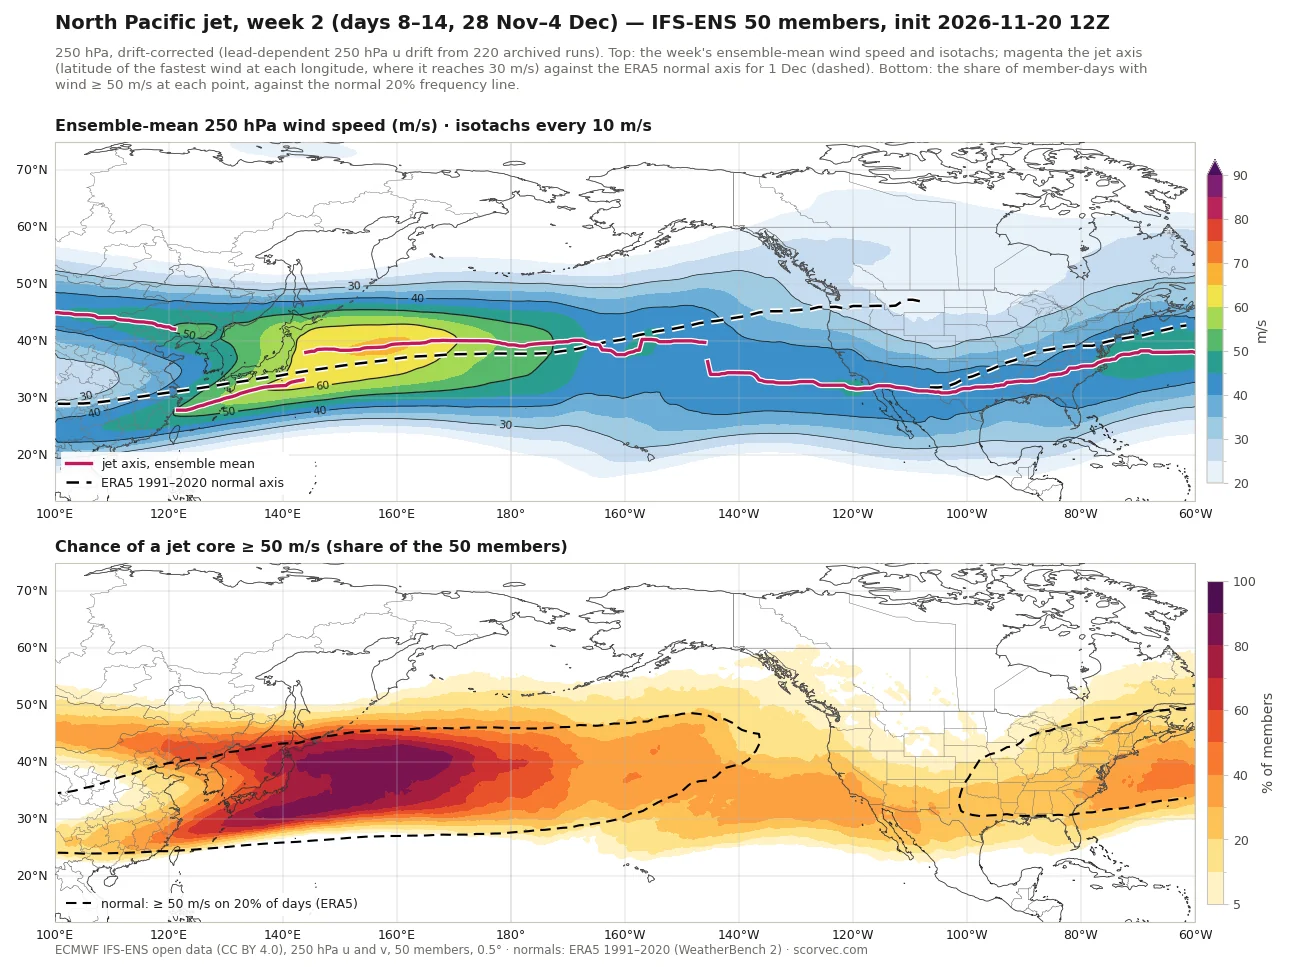 North Pacific jet, week 2 (days 8–14, 28 Nov–4 Dec) — IFS-ENS 50 members, init 2026-11-20 12Z
250 hPa, drift-corrected (lead-dependent 250 hPa u drift from 220 archived runs). Top: the week's ensemble-mean wind speed and isotachs; magenta the jet axis
(latitude of the fastest wind at each longitude, where it reaches 30 m/s) against the ERA5 normal axis for 1 Dec (dashed). Bottom: the share of member-days with
wind ≥ 50 m/s at each point, against the normal 20% frequency line.
Ensemble-mean 250 hPa wind speed (m/s) · isotachs every 10 m/s
70°N
60°N
50°N
40°N
30°N
20°N
30
40
50
60
30
40
50
40
30
jet axis, ensemble mean
ERA5 1991–2020 normal axis
100°E 120°E 140°E 160°E 180° 160°W 140°W 120°W 100°W 80°W 60°W
90
80
70
60
50
40
30
20
m/s
Chance of a jet core ≥ 50 m/s (share of the 50 members)
70°N
60°N
50°N
40°N
30°N
20°N
normal: ≥ 50 m/s on 20% of days (ERA5)
100°E 120°E 140°E 160°E 180° 160°W 140°W 120°W 100°W 80°W 60°W
100
80
60
40
20
5
% of members
ECMWF IFS-ENS open data (CC BY 4.0), 250 hPa u and v, 50 members, 0.5° · normals: ERA5 1991–2020 (WeatherBench 2) · scorvec.com